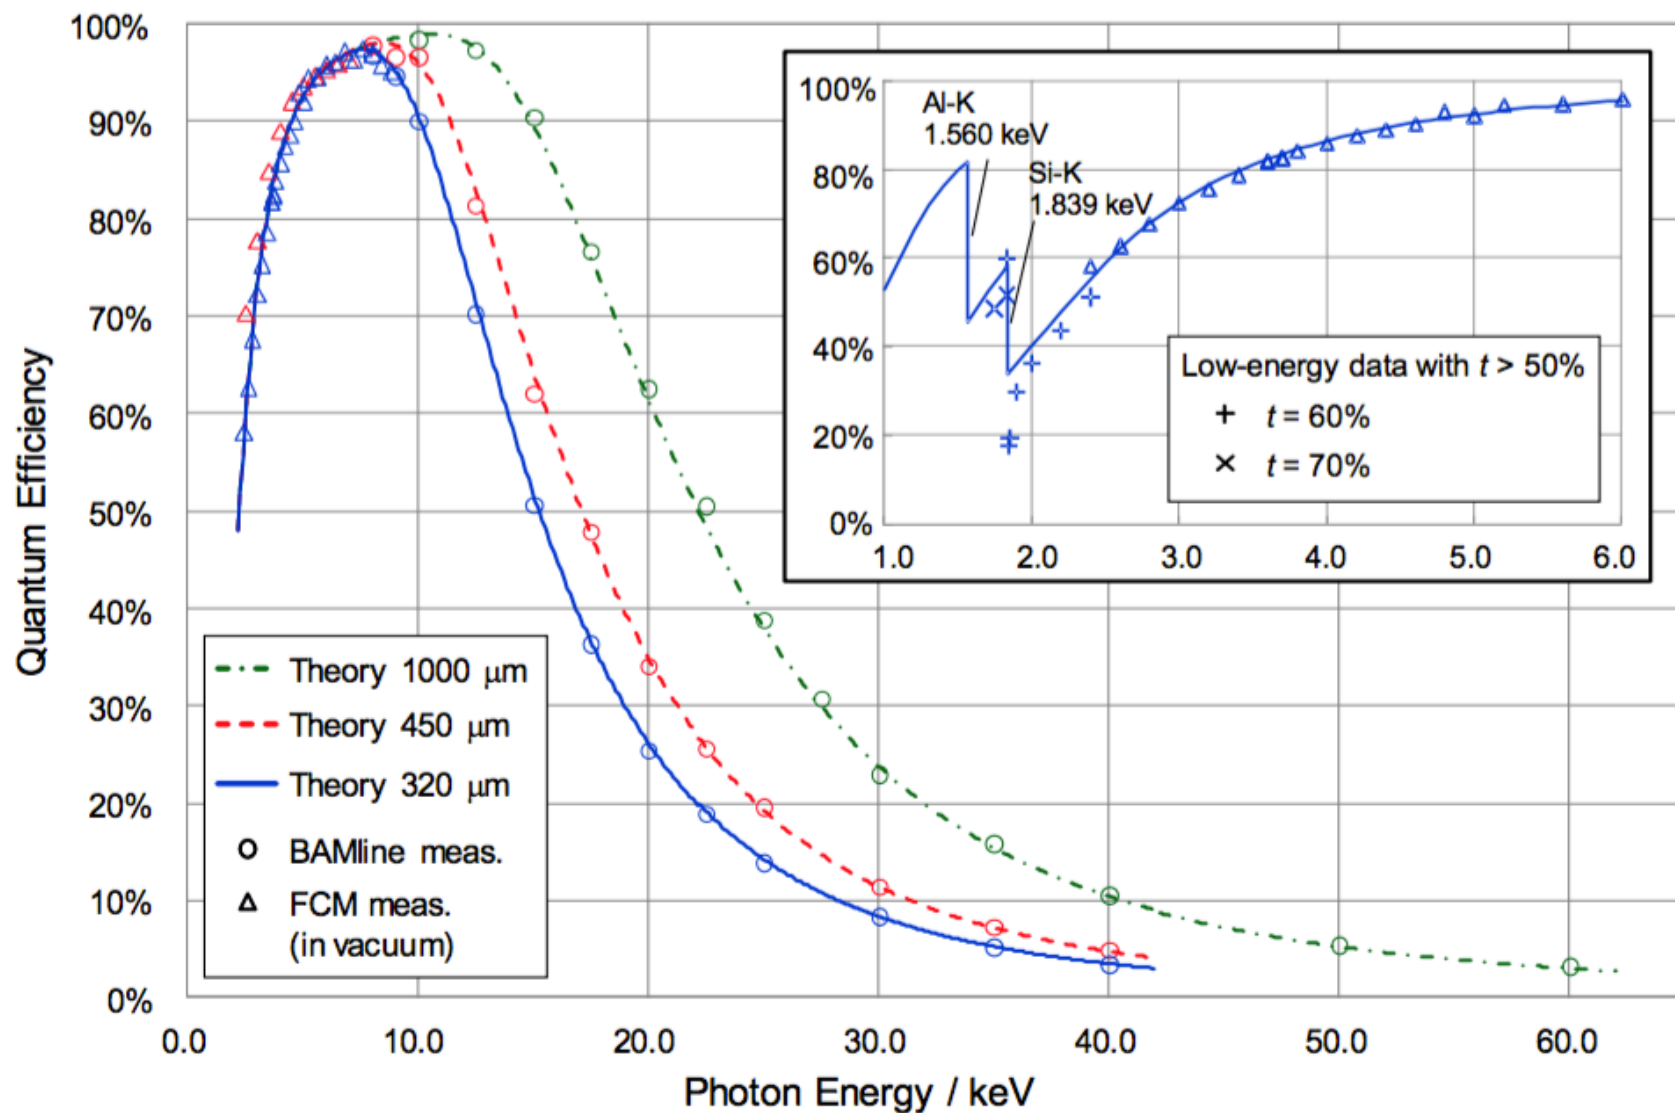 100%
90%
80%
70%
60%
50%
40%
30%
20%
10%
0%
Quantum Efficiency
0.0 10.0 20.0 30.0 40.0 50.0 60.0
Photon Energy / keV
Theory 1000 µm
Theory 450 µm
Theory 320 µm
BAMline meas.
FCM meas.
(in vacuum)
100%
80%
60%
40%
20%
0%
1.0 2.0 3.0 4.0 5.0 6.0
Al-K
1.560 keV
Si-K
1.839 keV
Low-energy data with t > 50%
t = 60%
t = 70%